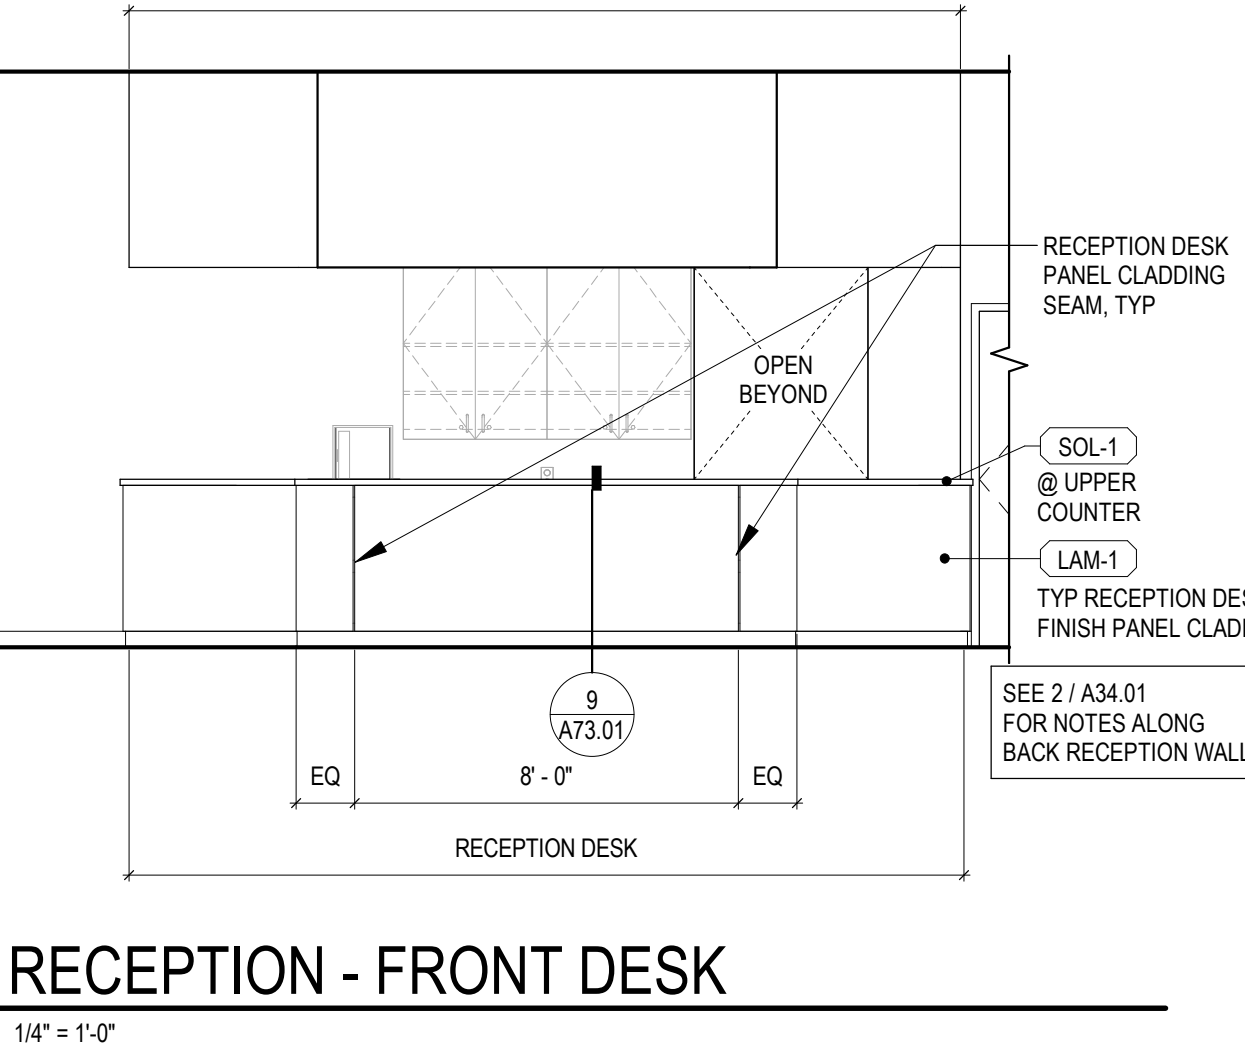 RECEPTION DESK
PANEL CLADDING
SEAM, TYP
OPEN
BEYOND
SOL-1
@ UPPER
COUNTER
LAM-1
TYP RECEPTION
FINISH PANEL
SEE 2 / A34.01
FOR NOTES ALONG
BACK RECEPTION WALL
9
A73.01
EQ
8' - 0"
EQ
RECEPTION DESK
RECEPTION - FRONT DESK
1/4" = 1'-0"